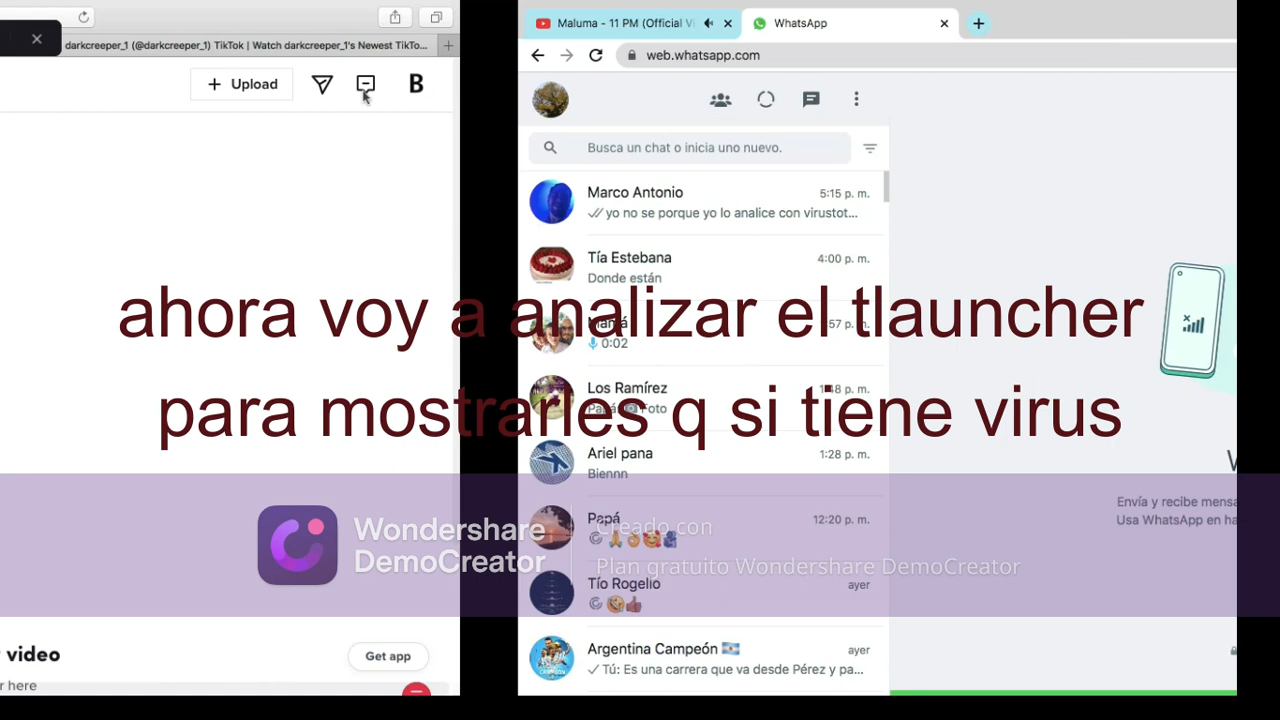 darkcreeper_1 (@darkcreeper_1) TikTok | Watch darkcreeper_1's Newest TikTo...
Upload
B
Maluma - 11 PM (Official Vi
WhatsApp
web.whatsapp.com
Busca un chat o inicia uno nuevo.
Marco Antonio
5:15 p. m.
yo no se porque yo lo analice con virustot...
Tía Estebana
4:00 p. m.
Donde están
ahora voy a analizar el tlauncher
57 p. m.
0:02
Los Ramírez
para mostrarles q si tiene virus
Ariel pana
1:28 p. m.
Biennn
Papá
12:20 p. m.
Wondershare
DemoCreator
Creado con
Plan gratuito Wondershare DemoCreator
Envía y recibe mensa
Usa WhatsApp en ha
Tío Rogelio
ayer
Argentina Campeón 🇦🇷
ayer
Tú: Es una carrera que va desde Pérez y pa...
video
Get app
r here